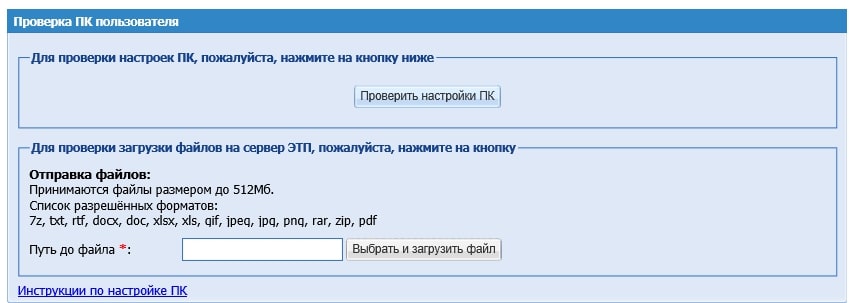 Проверка ПК пользователя
Для проверки настроек ПК, пожалуйста, нажмите на кнопку ниже
Проверить настройки ПК
Для проверки загрузки файлов на сервер ЭТП, пожалуйста, нажмите на кнопку
Отправка файлов:
Принимаются файлы размером до 512Мб.
Список разрешённых форматов:
7z, txt, rtf, docx, doc, xlsx, xls, gif, jpeg, jpg, png, rar, zip, pdf
Путь до файла *: Выбрать и загрузить файл
Инструкции по настройке ПК